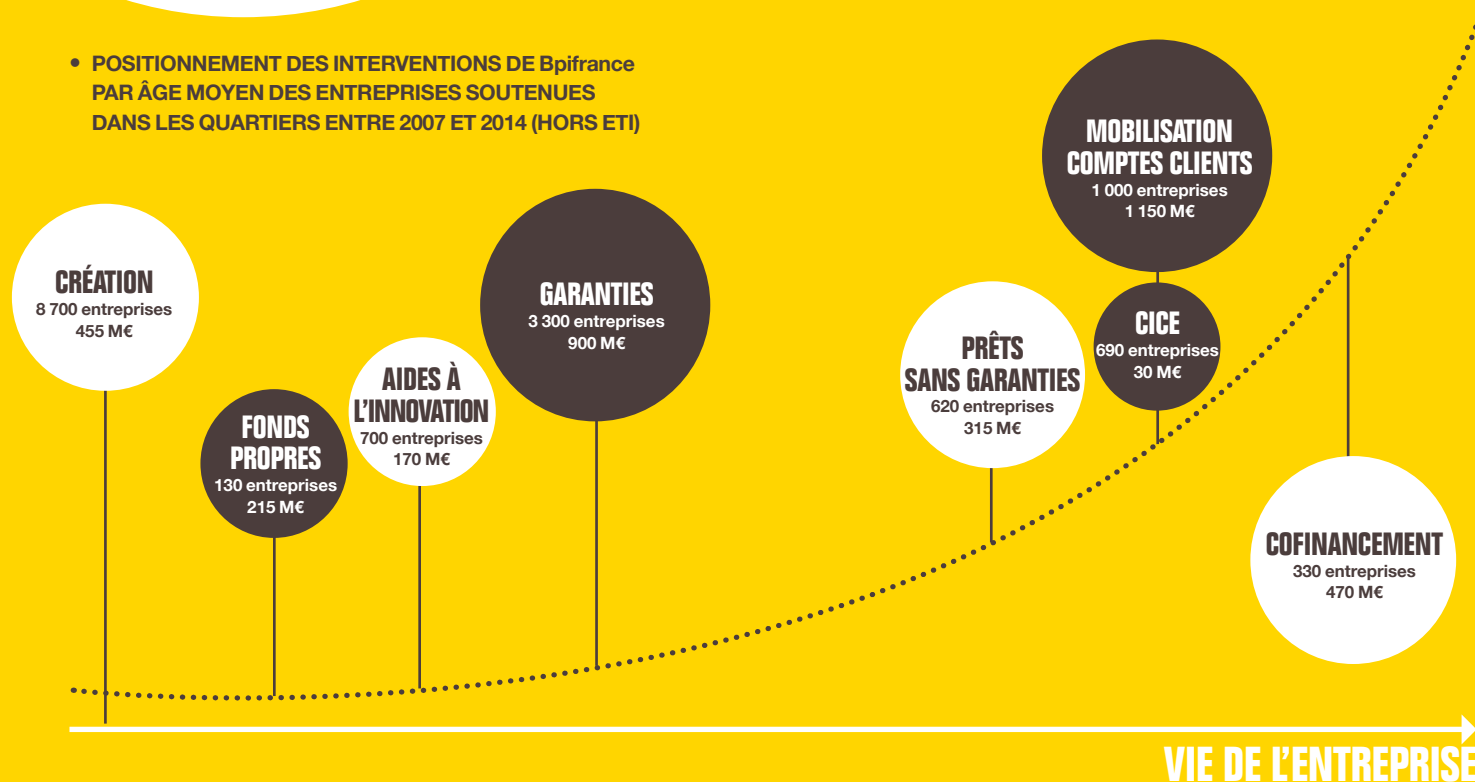 • POSITIONNEMENT DES INTERVENTIONS DE Bpifrance
PAR ÂGE MOYEN DES ENTREPRISES SOUTENUES
DANS LES QUARTIERS ENTRE 2007 ET 2014 (HORS ETI)
CRÉATION
8 700 entreprises
455 M€
FONDS
PROPRES
130 entreprises
215 M€
AIDES À
L’INNOVATION
700 entreprises
170 M€
GARANTIES
3 300 entreprises
900 M€
PRÊTS
SANS GARANTIES
620 entreprises
315 M€
MOBILISATION
COMPTES CLIENTS
1 000 entreprises
1 150 M€
CICE
690 entreprises
30 M€
COFINANCEMENT
330 entreprises
470 M€
VIE DE L’ENTREPRISE